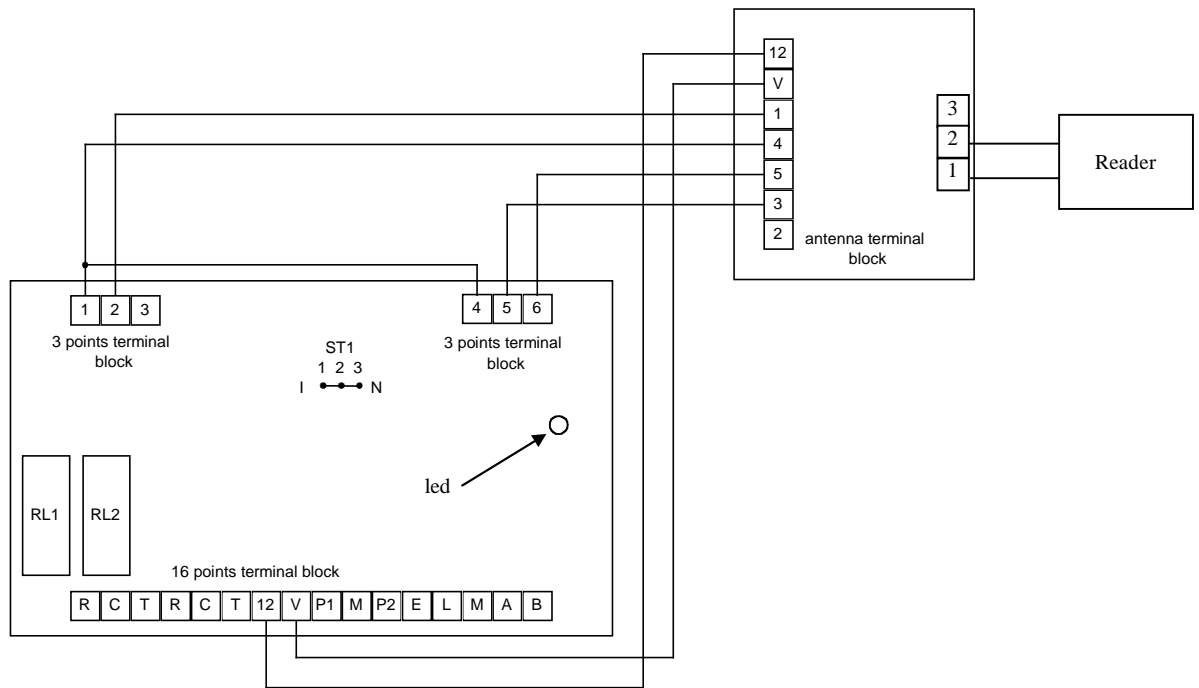 12
V
1
4
5
3
2
antenna terminal
block
3
2
1
Reader
1 2 3
3 points terminal
block
4 5 6
3 points terminal
block
ST1
1 2 3
I N
led
RL1 RL2
16 points terminal block
R C T R C T 12 V P1 M P2 E L M A B